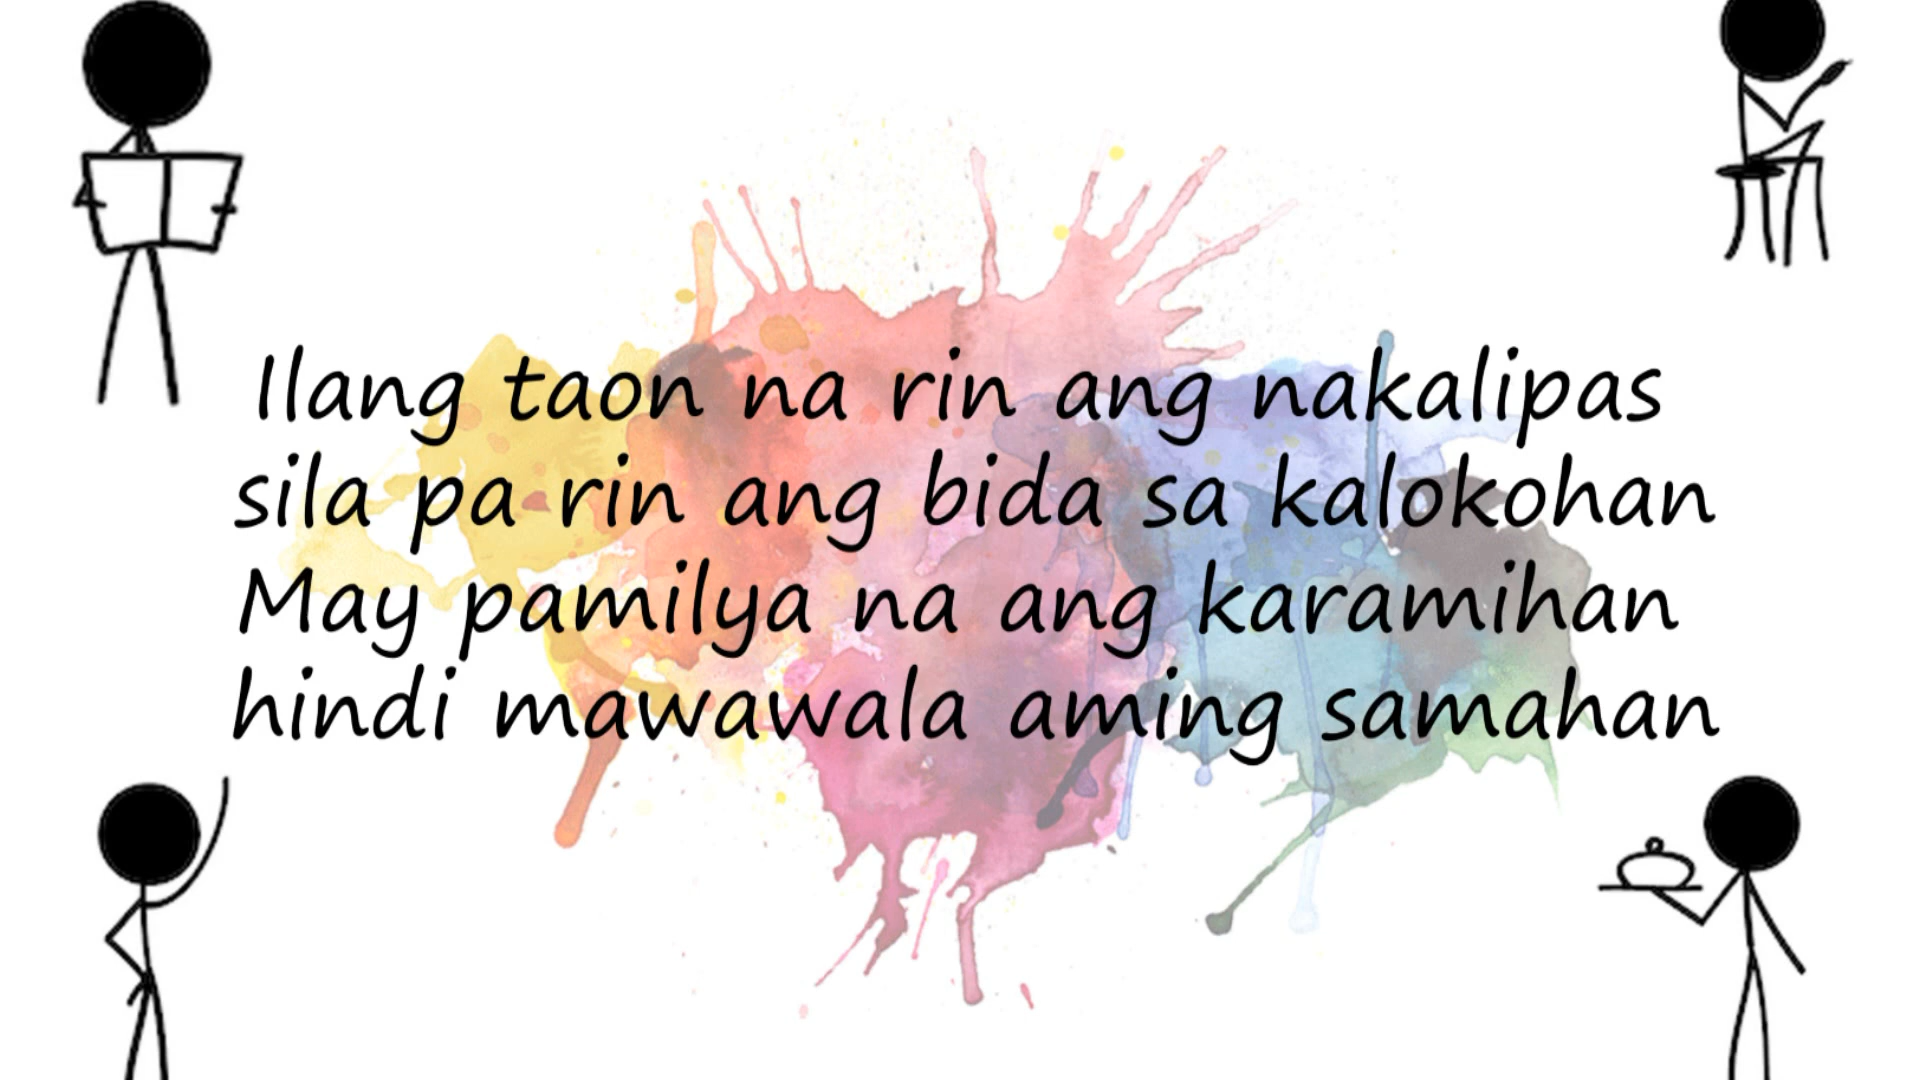 Ilang taon na rin ang nakalipas
sila pa rin ang bida sa kalokohan
May pamilya na ang karamihan
hindi mawawala aming samahan